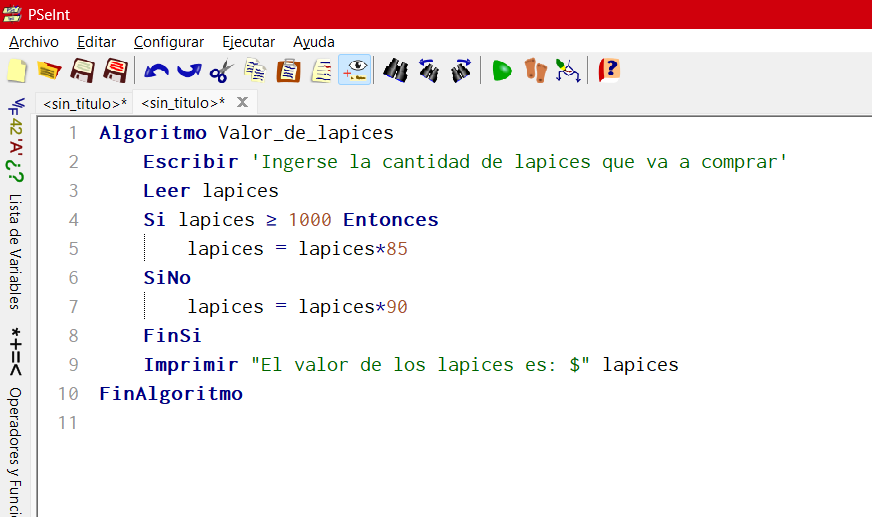 PSeInt
Archivo Editar Configurar Ejecutar Ayuda
<sin_titulo>* <sin_titulo>* X
1 Algoritmo Valor_de_lapices
2 Escribir 'Ingerse la cantidad de lapices que va a comprar'
3 Leer lapices
4 Si lapices ≥ 1000 Entonces
5 lapices = lapices*85
6 SiNo
7 lapices = lapices*90
8 FinSi
9 Imprimir "El valor de los lapices es: $" lapices
10 FinAlgoritmo
11
Lista de Variables
*+=<
Operadores y Funci